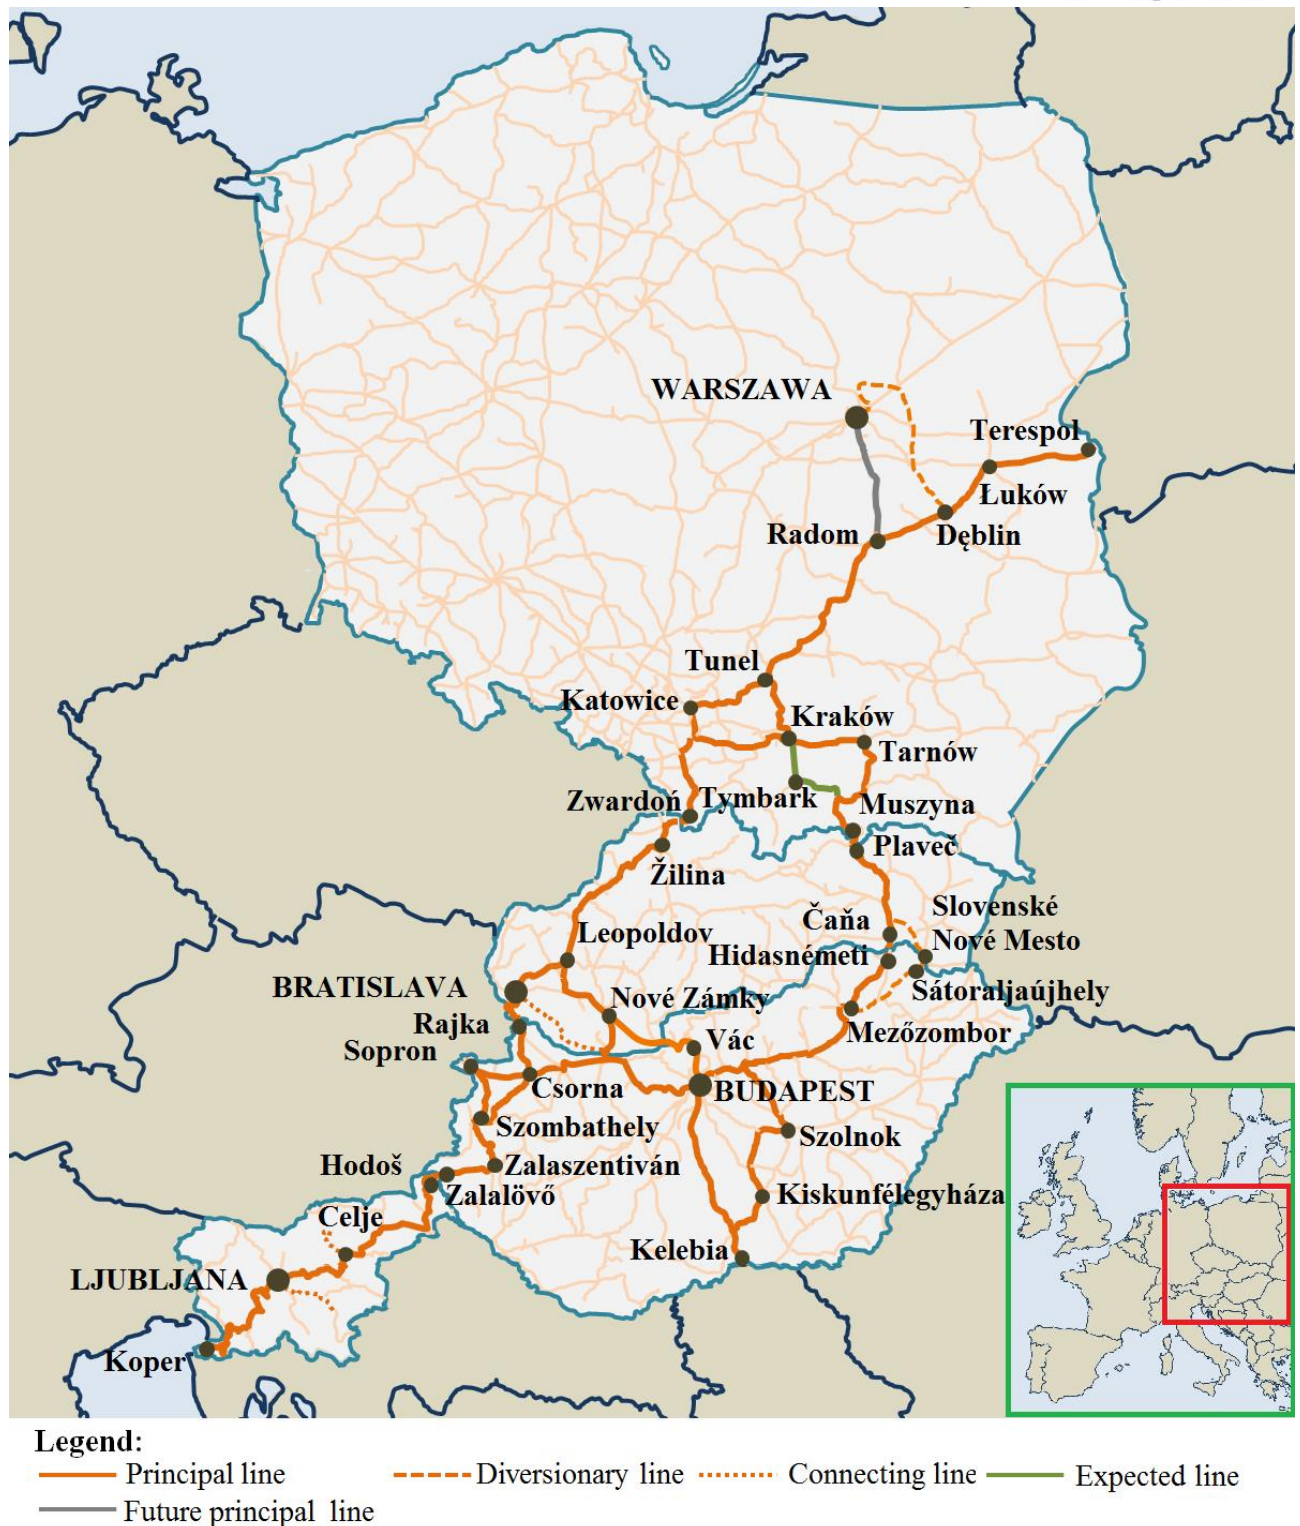 WARSZAWA
Terespol
Łuków
Radom
Dęblin
Tunel
Katowice
Kraków
Tarnów
Zwardoń
Tymbark
Muszyna
Plaveč
Žilina
Čaňa
Slovenské
Nové Mesto
Leopoldov
Hidasnémeti
BRATISLAVA
Nové Zámky
Sátoraljaújhely
Rajka
Mezőzombor
Sopron
Vác
Csorna
BUDAPEST
Szombathely
Szolnok
Hodoš
Zalaszentiván
Zalalövő
Kiskunfélegyháza
Celje
Kelebia
LJUBLJANA
Koper
Legend:
Principal line
Diversionary line
Connecting line
Expected line
Future principal line